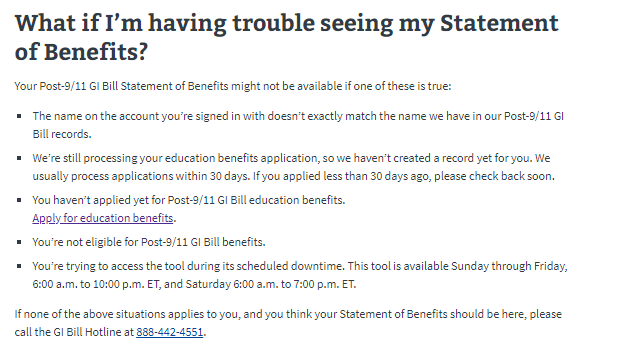 What if I'm having trouble seeing my Statement
of Benefits?
Your Post-9/11 GI Bill Statement of Benefits might not be available if one of these is true:
▪ The name on the account you're signed in with doesn't exactly match the name we have in our Post-9/11 GI
Bill records.
▪ We're still processing your education benefits application, so we haven't created a record yet for you. We
usually process applications within 30 days. If you applied less than 30 days ago, please check back soon.
▪ You haven't applied yet for Post-9/11 GI Bill education benefits.
Apply for education benefits.
▪ You're not eligible for Post-9/11 GI Bill benefits.
▪ You're trying to access the tool during its scheduled downtime. This tool is available Sunday through Friday,
6:00 a.m. to 10:00 p.m. ET, and Saturday 6:00 a.m. to 7:00 p.m. ET.
If none of the above situations applies to you, and you think your Statement of Benefits should be here, please
call the GI Bill Hotline at 888-442-4551.